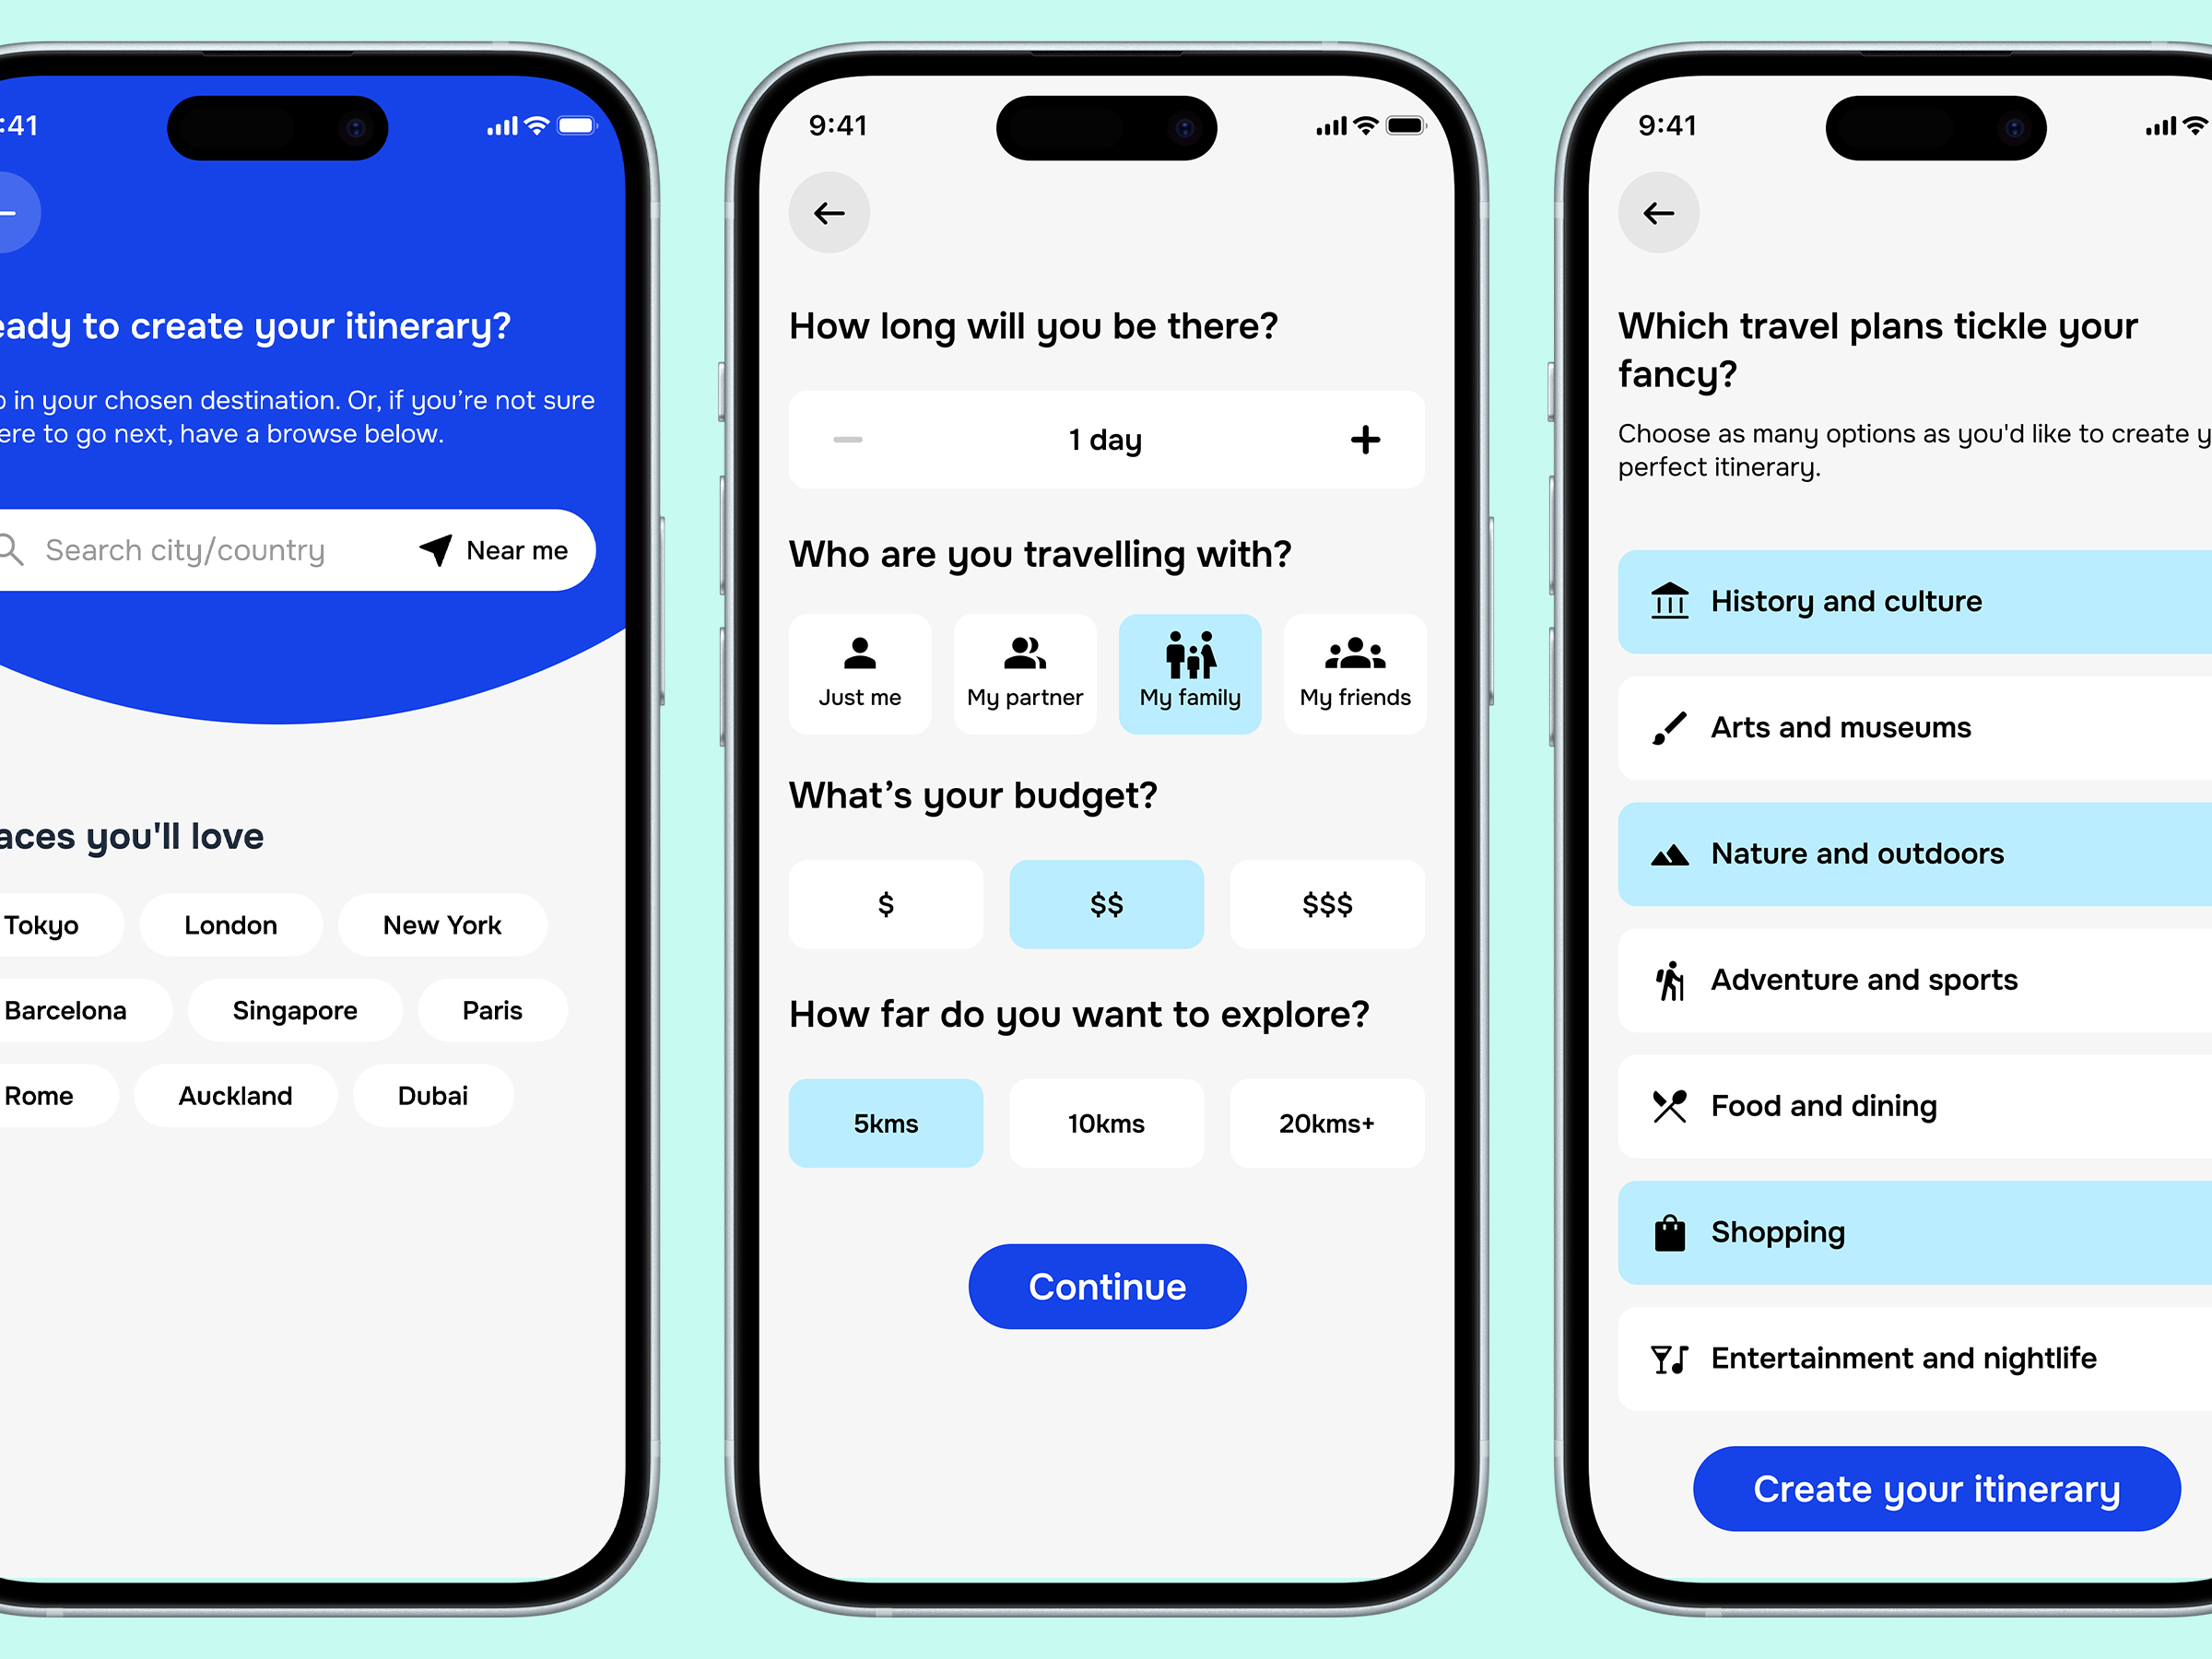 :41
eady to create your itinerary?
in your chosen destination. Or, if you're not sure
ere to go next, have a browse below.
Search city/country
Near me
aces you'll love
Tokyo
London
New York
Barcelona
Singapore
Paris
Rome
Auckland
Dubai
9:41
How long will you be there?
1 day
Who are you travelling with?
Just me
My partner
My family
My friends
What’s your budget?
$
$$
$$$
How far do you want to explore?
5kms
10kms
20kms+
Continue
9:41
Which travel plans tickle your
fancy?
Choose as many options as you'd like to create y
perfect itinerary.
History and culture
Arts and museums
Nature and outdoors
Adventure and sports
Food and dining
Shopping
Entertainment and nightlife
Create your itinerary